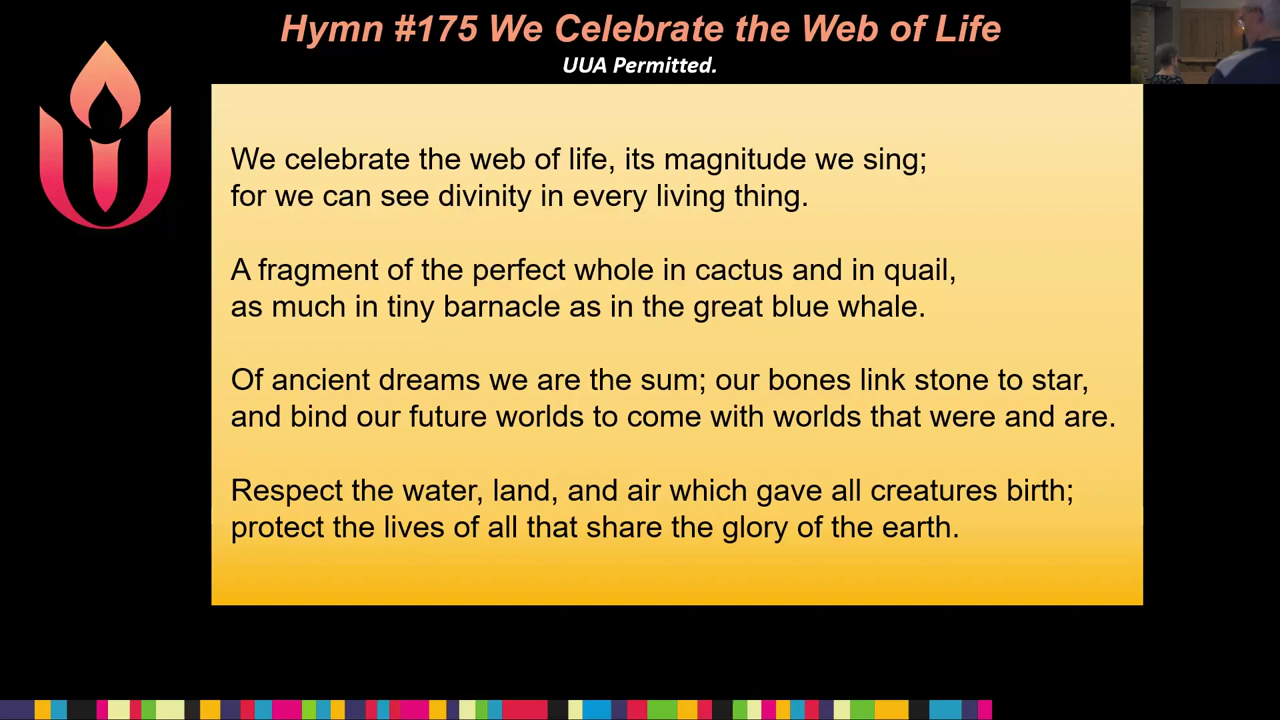 Hymn #175 We Celebrate the Web of Life
UUA Permitted.
We celebrate the web of life, its magnitude we sing;
for we can see divinity in every living thing.
A fragment of the perfect whole in cactus and in quail,
as much in tiny barnacle as in the great blue whale.
Of ancient dreams we are the sum; our bones link stone to star,
and bind our future worlds to come with worlds that were and are.
Respect the water, land, and air which gave all creatures birth;
protect the lives of all that share the glory of the earth.